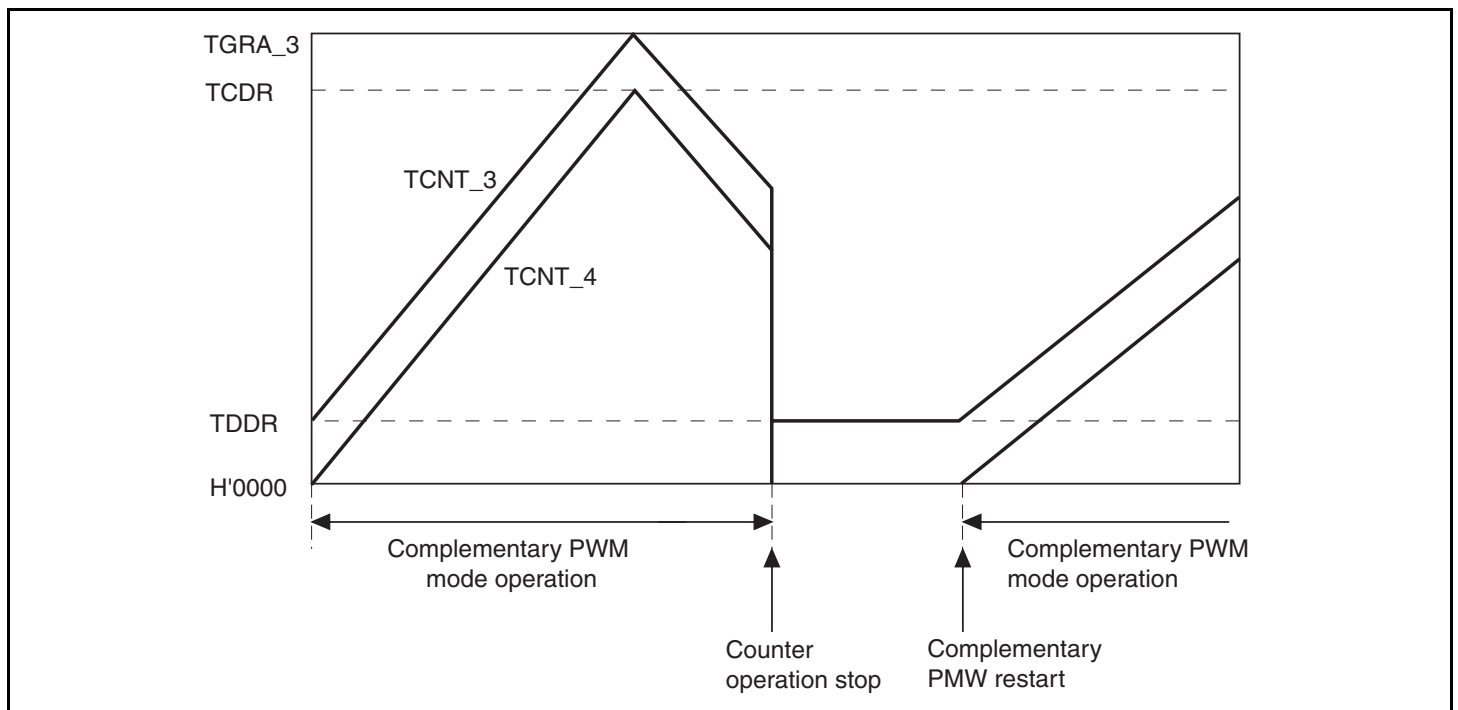 TGRA_3
TCDR
TCNT_3
TCNT_4
TDDR
H'0000
Complementary PWM
mode operation
Complementary PWM
mode operation
Counter
operation stop
Complementary
PMW restart